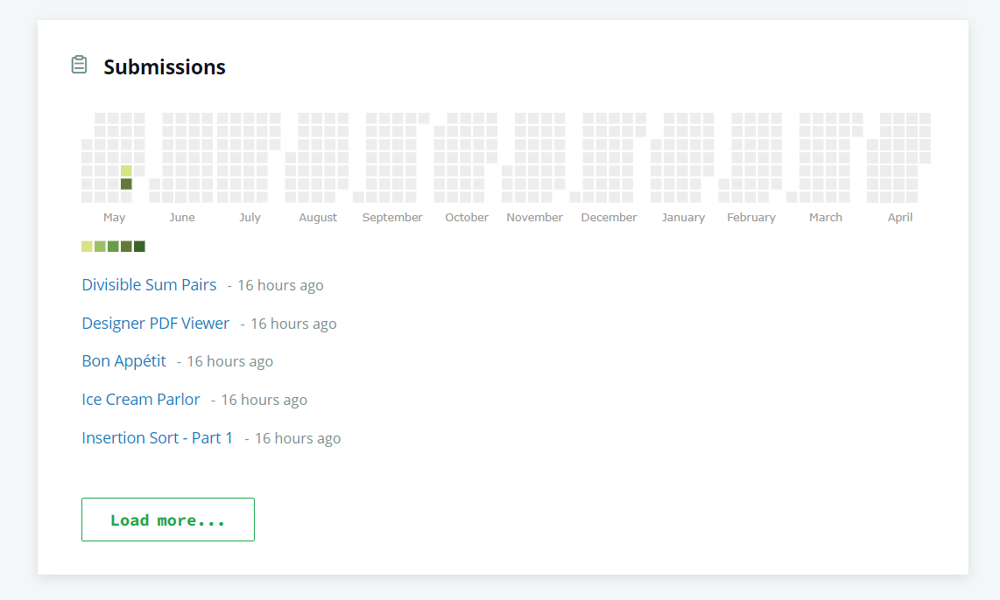 Submissions
May June July August September October November December January February March April
Divisible Sum Pairs - 16 hours ago
Designer PDF Viewer - 16 hours ago
Bon Appétit - 16 hours ago
Ice Cream Parlor - 16 hours ago
Insertion Sort - Part 1 - 16 hours ago
Load more...